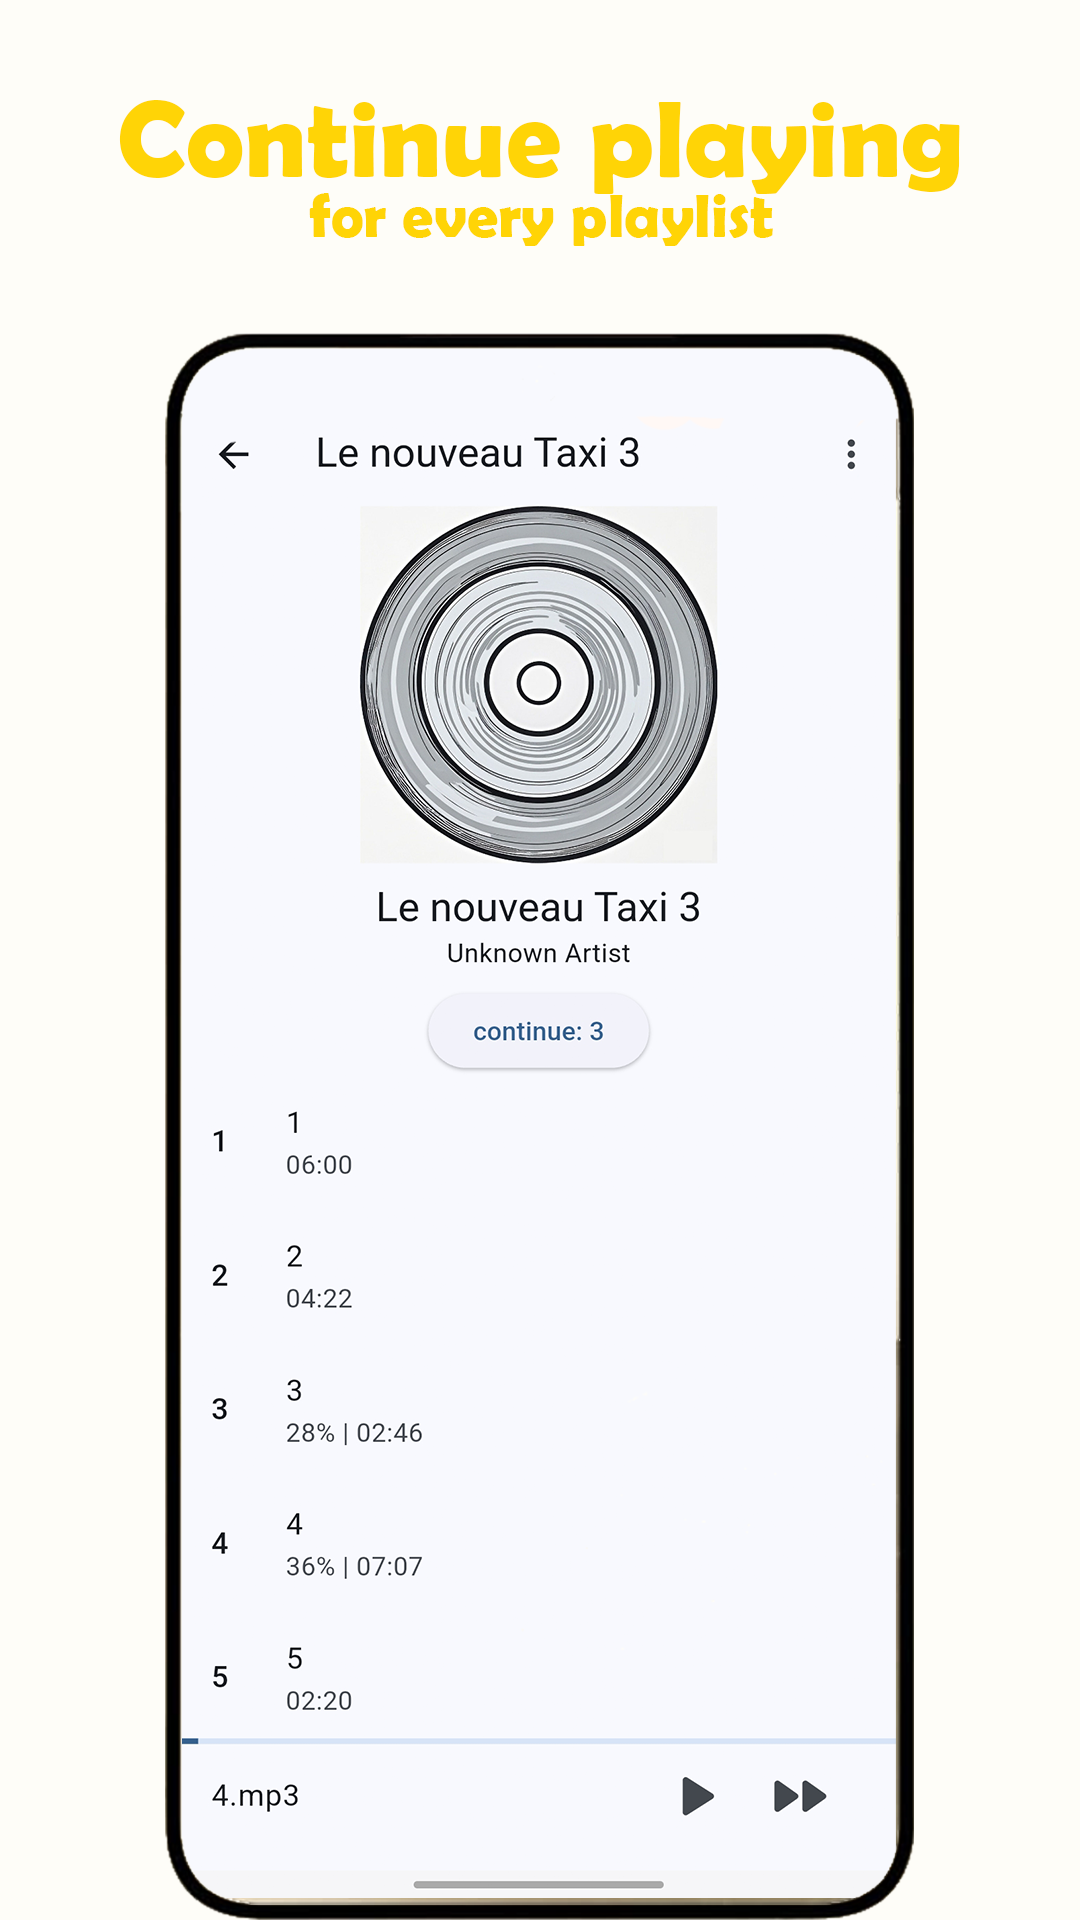 Continue playing
for every playlist
Le nouveau Taxi 3
Le nouveau Taxi 3
Unknown Artist
continue: 3
1
1
06:00
2
2
04:22
3
3
28% | 02:46
4
4
36% | 07:07
5
5
02:20
4.mp3